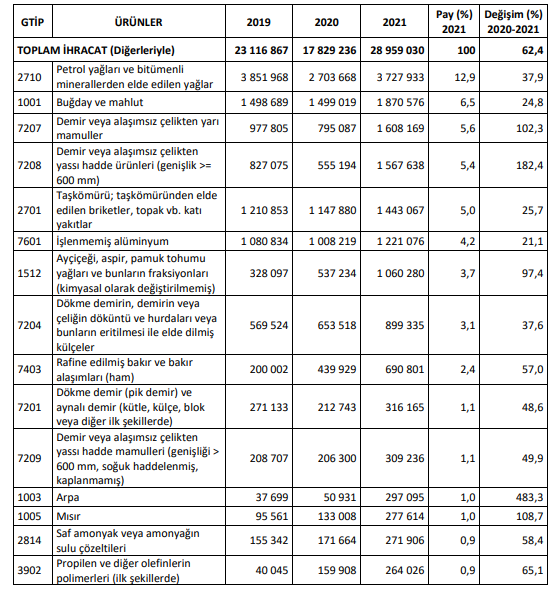 GTİP ÜRÜNLER 2019 2020 2021 Pay (%) 2021 Değişim (%) 2020-2021
TOPLAM İHRACAT (Diğerleriyle) 23 116 867 17 829 236 28 959 030 100 62,4
2710 Petrol yağları ve bitümenli minerallerden elde edilen yağlar 3 851 968 2 703 668 3 727 933 12,9 37,9
1001 Buğday ve mahlut 1 498 689 1 499 019 1 870 576 6,5 24,8
7207 Demir veya alaşımsız çelikten yarı mamuller 977 805 795 087 1 608 169 5,6 102,3
7208 Demir veya alaşımsız çelikten yassı hadde ürünleri (genişlik >= 600 mm) 827 075 555 194 1 567 638 5,4 182,4
2701 Taşkömürü; taşkömüründen elde edilen briketler, topak vb. katı yakıtlar 1 210 853 1 147 880 1 443 067 5,0 25,7
7601 İşlenmemiş alüminyum 1 080 834 1 008 219 1 221 076 4,2 21,1
1512 Ayçiçeği, aspir, pamuk tohumu yağları ve bunların fraksiyonları (kimyasal olarak değiştirilmemiş) 328 097 537 234 1 060 280 3,7 97,4
7204 Dökme demirin, demirin veya çeliğin döküntü ve hurdaları veya bunların eritilmesi ile elde dilmiş külçeler 569 524 653 518 899 335 3,1 37,6
7403 Rafine edilmiş bakır ve bakır alaşımları (ham) 200 002 439 929 690 801 2,4 57,0
7201 Dökme demir (pik demir) ve aynalı demir (kütle, külçe, blok veya diğer ilk şekillerde) 271 133 212 743 316 165 1,1 48,6
7209 Demir veya alaşımsız çelikten yassı hadde mamulleri (genişliği > 600 mm, soğuk haddelenmiş, kaplanmamış) 208 707 206 300 309 236 1,1 49,9
1003 Arpa 37 699 50 931 297 095 1,0 483,3
1005 Mısır 95 561 133 008 277 614 1,0 108,7
2814 Saf amonyak veya amonyağın sulu çözeltileri 155 342 171 664 271 906 0,9 58,4
3902 Propilen ve diğer olefinlerin polimerleri (ilk şekillerde) 40 045 159 908 264 026 0,9 65,1